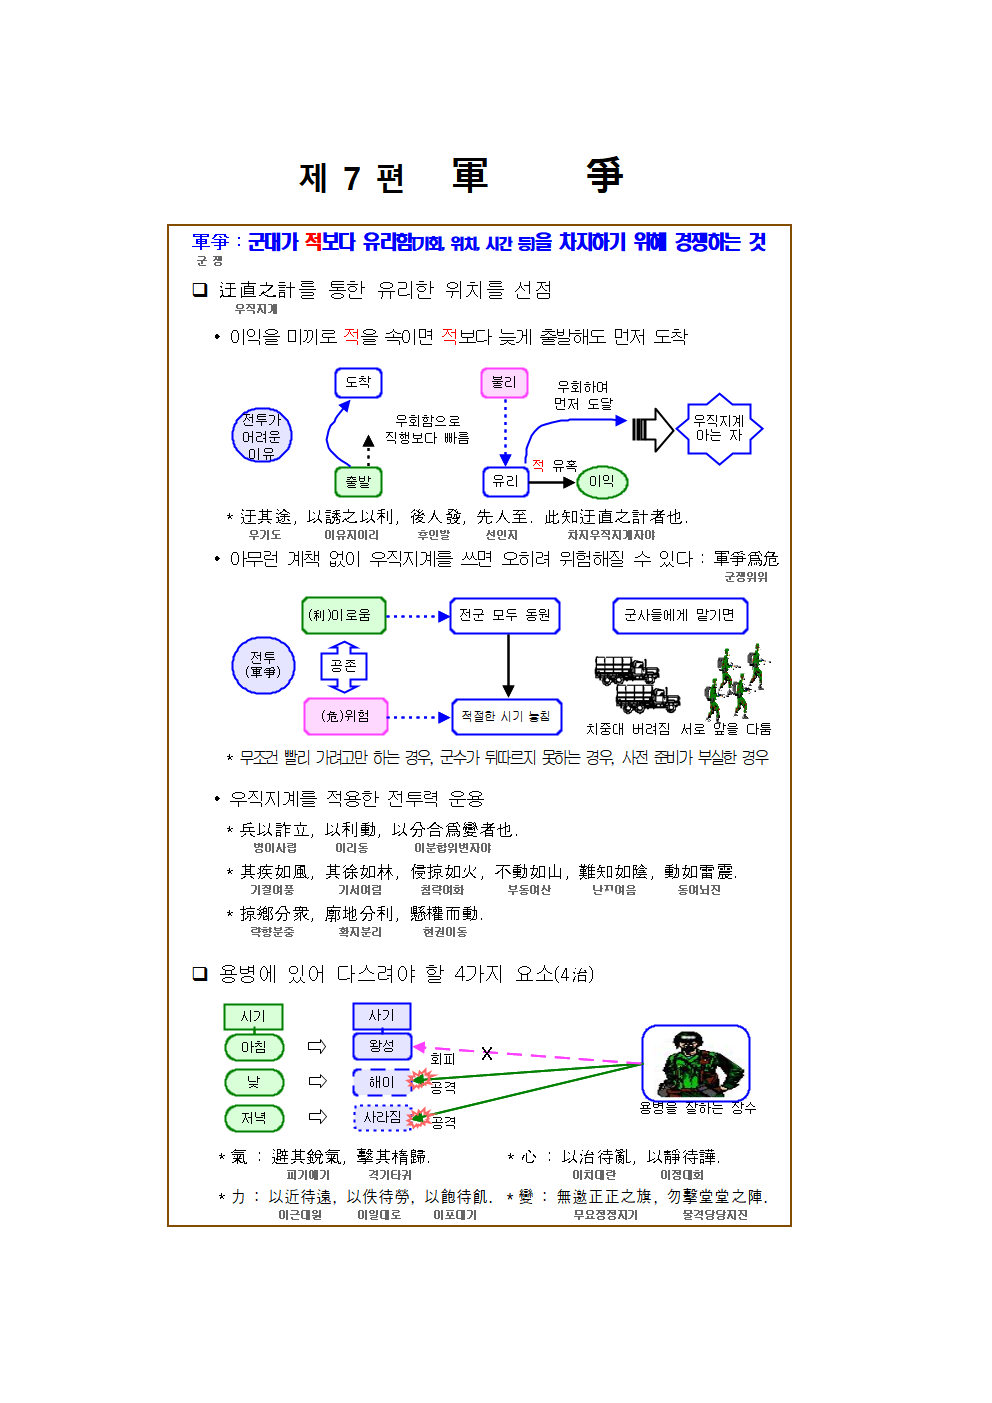 제 7 편 軍 爭
軍爭 : 군대가 적보다 유리함(기회, 위치, 시간 등)을 차지하기 위해 경쟁하는 것
군 쟁
❑ 迂直之計를 통한 유리한 위치를 선점
우직지계
• 이익을 미끼로 적을 속이면 적보다 늦게 출발해도 먼저 도착
도착
불리
우회하며
먼저 도달
전투가
어려운
이유
우회함으로
직행보다 빠름
우직지계
아는 자
출발
유리
적 유혹
이익
* 迂其途, 以誘之以利, 後人發, 先人至. 此知迂直之計者也.
우기도 이유지이리 후인발 선인지 차지우직지계자야
• 아무런 계책 없이 우직지계를 쓰면 오히려 위험해질 수 있다 : 軍爭爲危
군쟁위위
(利)이로움
전군 모두 동원
군사들에게 맡기면
전투
(軍爭)
공존
(危)위험
적절한 시기 놓침
치중대 버려짐 서로 앞을 다툼
* 무조건 빨리 가려고만 하는 경우, 군수가 뒤따르지 못하는 경우, 사전 준비가 부실한 경우
• 우직지계를 적용한 전투력 운용
* 兵以詐立, 以利動, 以分合爲變者也.
병이사립 이리동 이분합위변자야
* 其疾如風, 其徐如林, 侵掠如火, 不動如山, 難知如陰, 動如雷震.
기질여풍 기서여림 침략여화 부동여산 난지여음 동여뇌진
* 掠鄕分衆, 廓地分利, 懸權而動.
략향분중 확지분리 현권이동
❑ 용병에 있어 다스려야 할 4가지 요소(4治)
시기 사기
아침 ⇨ 왕성
회피 X
낮 ⇨ 해이
공격
저녁 ⇨ 사라짐
공격
용병을 잘하는 장수
* 氣 : 避其銳氣, 擊其惰歸. * 心 : 以治待亂, 以靜待譁.
피기예기 격기타귀 이치대란 이정대화
* 力 : 以近待遠, 以佚待勞, 以飽待飢. * 變 : 無邀正正之旗, 勿擊堂堂之陣.
이근대원 이일대로 이포대기 무요정정지기 물격당당지진